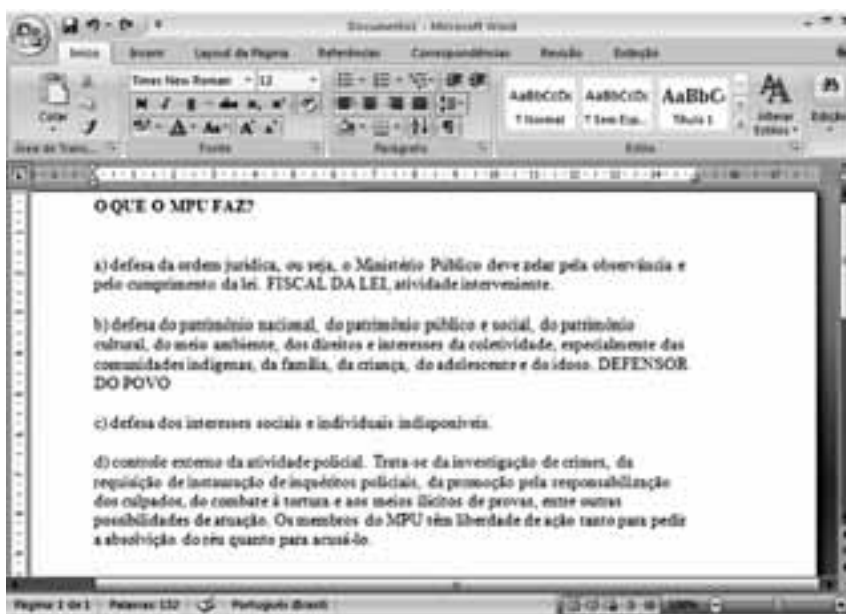 Documento1 - Microsoft Word
Início Inserir Layout da Página Referências Correspondências Revisão Exibição
Times New Roman 12
AaBbCcDc AaBbCcDc AaBbC
Colar
¶ Normal ¶ Sem Esp... Título 1 Alterar Estilos Edição
Área de Trans... Fonte Parágrafo Estilo
O QUE O MPU FAZ?
a) defesa da ordem jurídica, ou seja, o Ministério Público deve zelar pela observância e
pelo cumprimento da lei. FISCAL DA LEI, atividade interveniente.
b) defesa do patrimônio nacional, do patrimônio público e social, do patrimônio
cultural, do meio ambiente, dos direitos e interesses da coletividade, especialmente das
comunidades indígenas, da família, da criança, do adolescente e do idoso. DEFENSOR
DO POVO
c) defesa dos interesses sociais e individuais indisponíveis.
d) controle externo da atividade policial. Trata-se da investigação de crimes, da
requisição de instauração de inquéritos policiais, da promoção pela responsabilização
dos culpados, do combate à tortura e aos meios ilícitos de provas, entre outras
possibilidades de atuação. Os membros do MPU têm liberdade de ação tanto para pedir
a absolvição do réu quanto para acusá-lo.
Página: 1 de 1 Palavras: 132 Português (Brasil) 100%